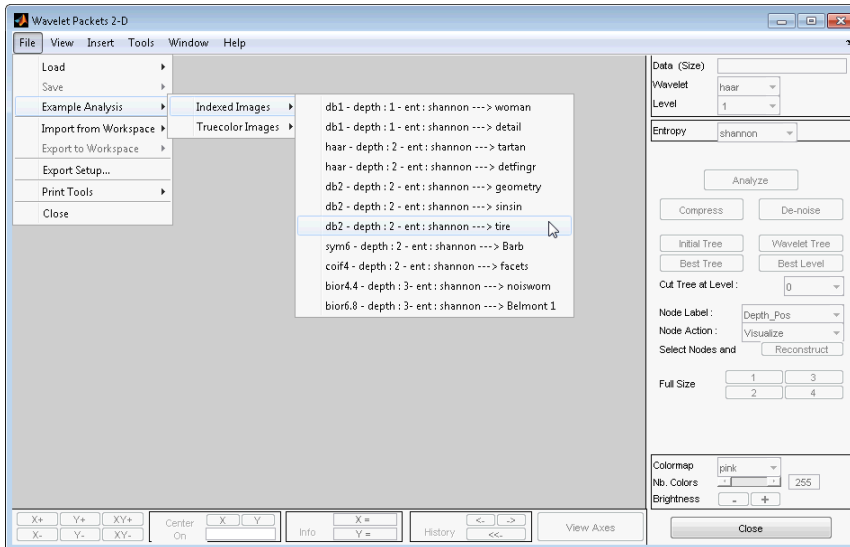 Wavelet Packets 2-D
File View Insert Tools Window Help
Load
Save
Example Analysis
Import from Workspace
Export to Workspace
Export Setup...
Print Tools
Close
Indexed Images
Truecolor Images
db1 - depth : 1 - ent : shannon ---> woman
db1 - depth : 1 - ent : shannon ---> detail
haar - depth : 2 - ent : shannon ---> tartan
haar - depth : 2 - ent : shannon ---> detfingr
db2 - depth : 2 - ent : shannon ---> geometry
db2 - depth : 2 - ent : shannon ---> sinsin
db2 - depth : 2 - ent : shannon ---> tire
sym6 - depth : 2 - ent : shannon ---> Barb
coif4 - depth : 2 - ent : shannon ---> facets
bior4.4 - depth : 3- ent : shannon ---> noiswom
bior6.8 - depth : 3- ent : shannon ---> Belmont 1
Data (Size)
Wavelet haar
Level 1
Entropy shannon
Analyze
Compress De-noise
Initial Tree Wavelet Tree
Best Tree Best Level
Cut Tree at Level : 0
Node Label : Depth_Pos
Node Action : Visualize
Select Nodes and Reconstruct
Full Size 1 3
2 4
Colormap pink
Nb. Colors 255
Brightness - +
Close
X+ Y+ XY+
X- Y- XY-
Center On X Y
Info X =
Y =
History <- ->
<<-
View Axes